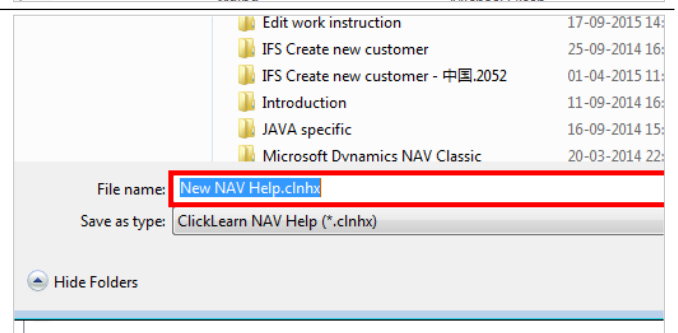 Edit work instruction 17-09-2015 14:
IFS Create new customer 25-09-2014 16:
IFS Create new customer - 中国.2052 01-04-2015 11:
Introduction 11-09-2014 16:
JAVA specific 16-09-2014 15:
Microsoft Dynamics NAV Classic 20-03-2014 22:
File name: New NAV Help.clnhx
Save as type: ClickLearn NAV Help (*.clnhx)
Hide Folders